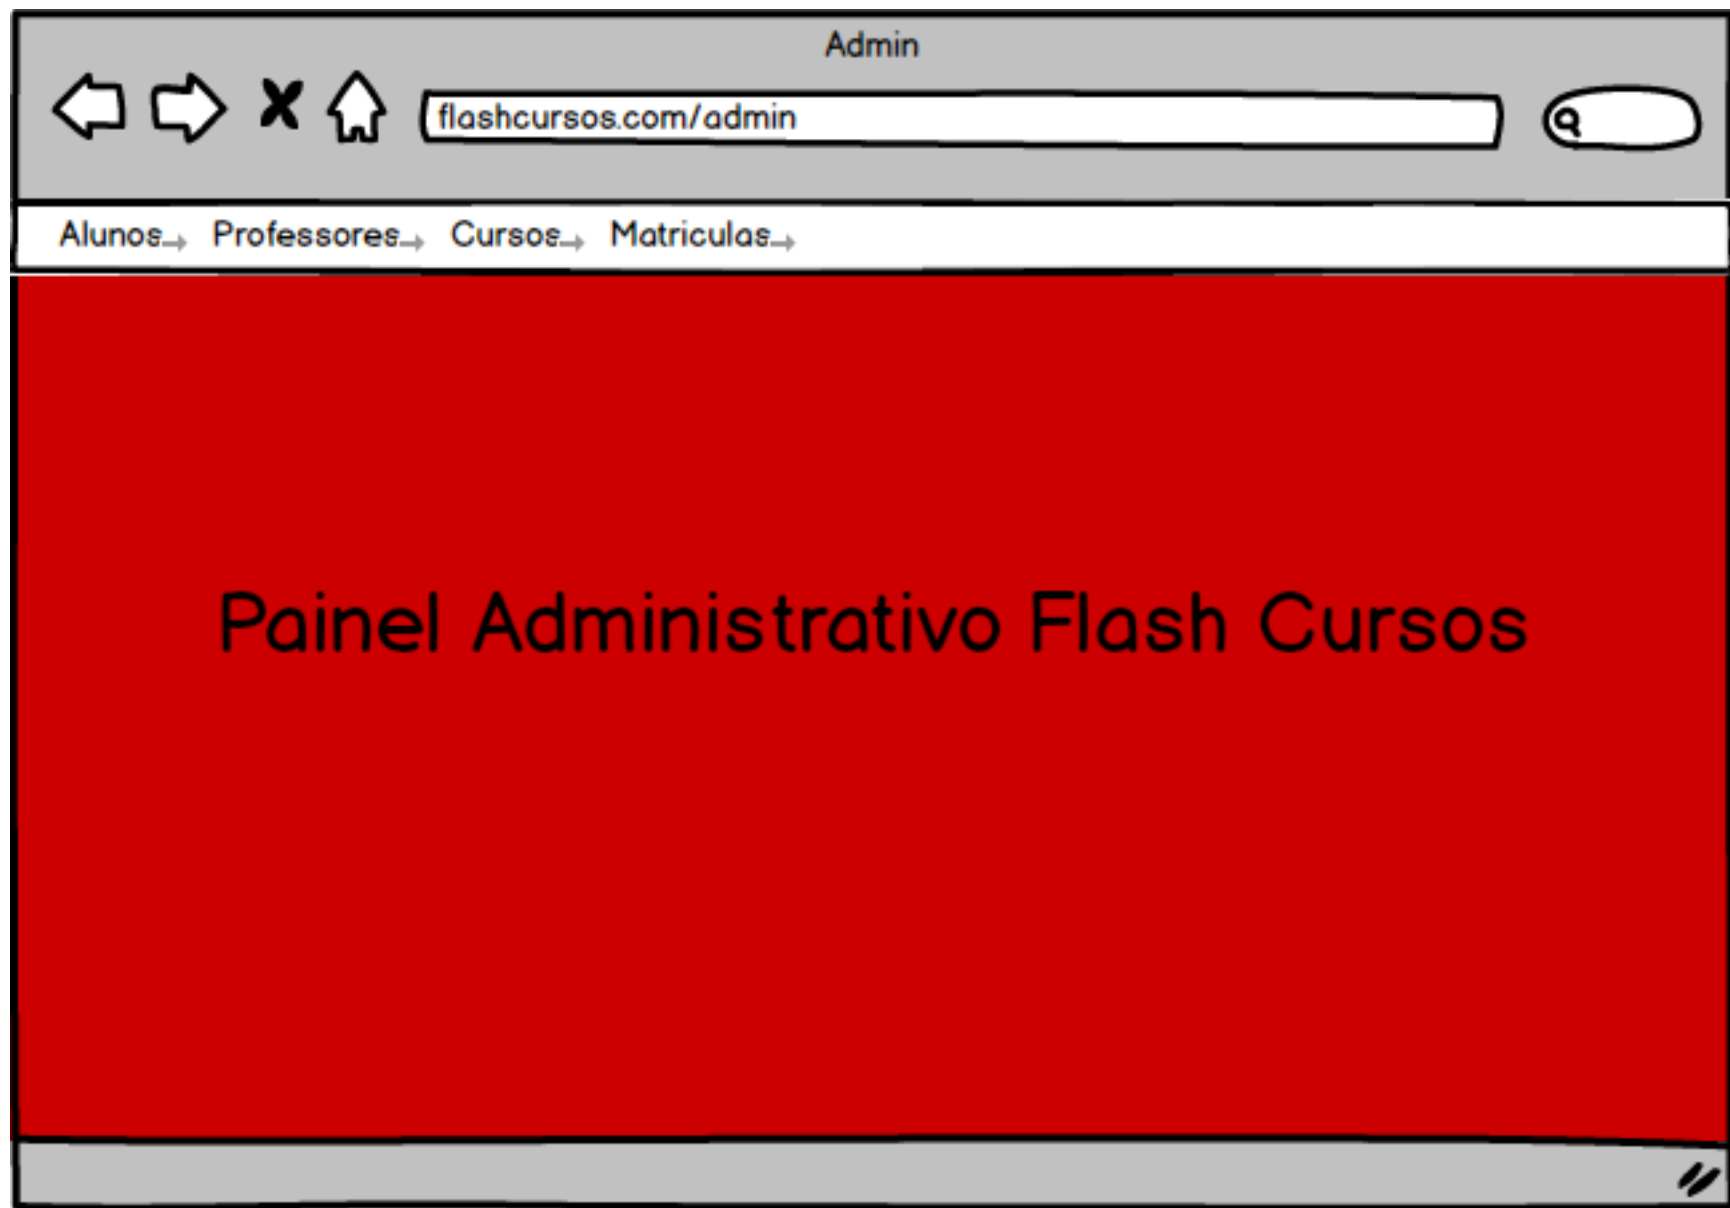 Admin
flashcursos.com/admin
Alunos Professores Cursos Matriculas
Painel Administrativo Flash Cursos